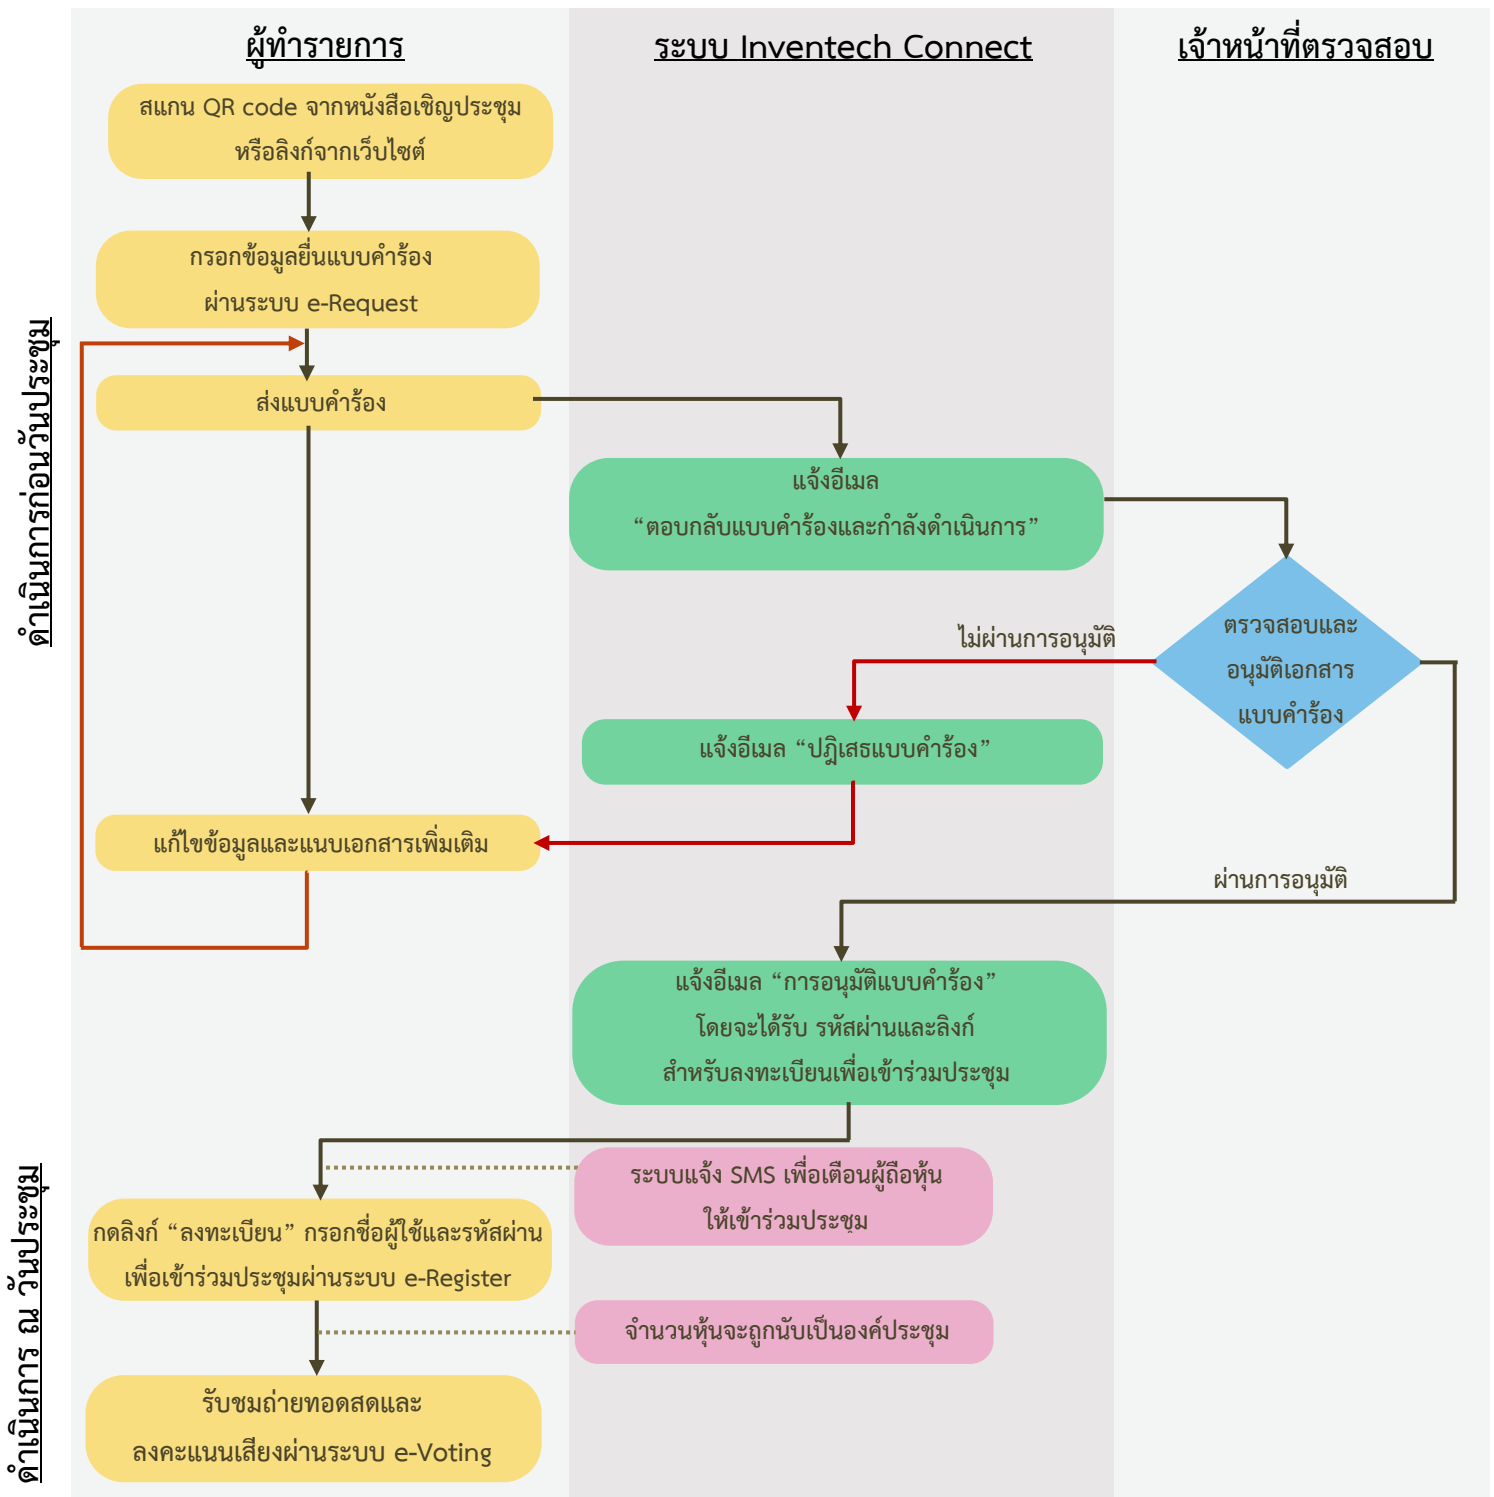 ผู้ทำรายการ
ระบบ Inventech Connect
เจ้าหน้าที่ตรวจสอบ
ดำเนินการก่อนวันประชุม
สแกน QR code จากหนังสือเชิญประชุม
หรือลิงก์จากเว็บไซต์
กรอกข้อมูลยื่นแบบคำร้อง
ผ่านระบบ e-Request
ส่งแบบคำร้อง
แจ้งอีเมล
“ตอบกลับแบบคำร้องและกำลังดำเนินการ”
ตรวจสอบและ
อนุมัติเอกสาร
แบบคำร้อง
ไม่ผ่านการอนุมัติ
แจ้งอีเมล “ปฎิเสธแบบคำร้อง”
แก้ไขข้อมูลและแนบเอกสารเพิ่มเติม
ผ่านการอนุมัติ
แจ้งอีเมล “การอนุมัติแบบคำร้อง”
โดยจะได้รับ รหัสผ่านและลิงก์
สำหรับลงทะเบียนเพื่อเข้าร่วมประชุม
ดำเนินการ ณ วันประชุม
ระบบแจ้ง SMS เพื่อเตือนผู้ถือหุ้น
ให้เข้าร่วมประชุม
กดลิงก์ “ลงทะเบียน” กรอกชื่อผู้ใช้และรหัสผ่าน
เพื่อเข้าร่วมประชุมผ่านระบบ e-Register
จำนวนหุ้นจะถูกนับเป็นองค์ประชุม
รับชมถ่ายทอดสดและ
ลงคะแนนเสียงผ่านระบบ e-Voting